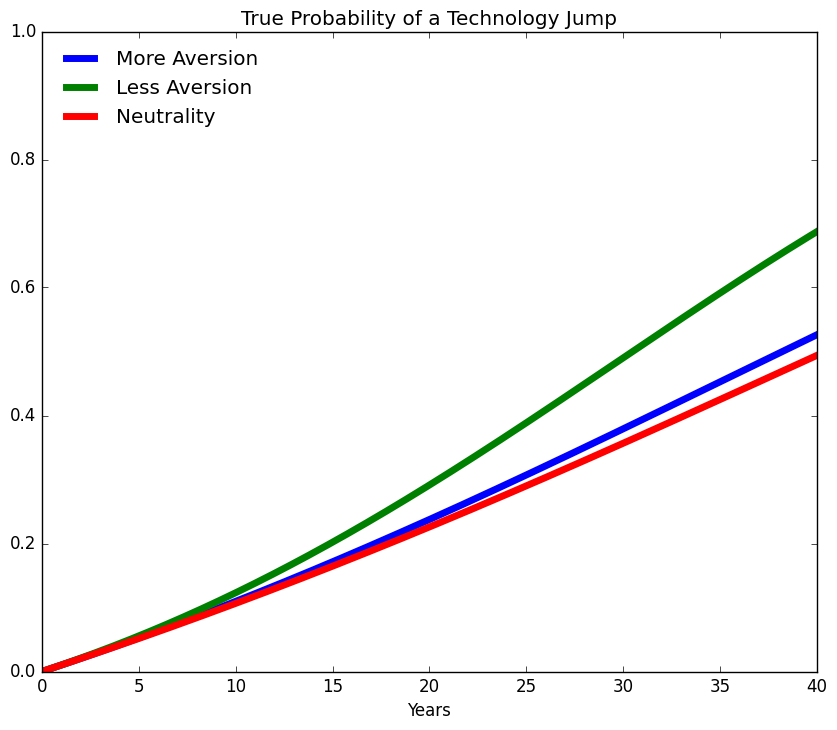 True Probability of a Technology Jump
1.0
More Aversion
Less Aversion
Neutrality
0.8
0.6
0.4
0.2
0.0
0 5 10 15 20 25 30 35 40
Years